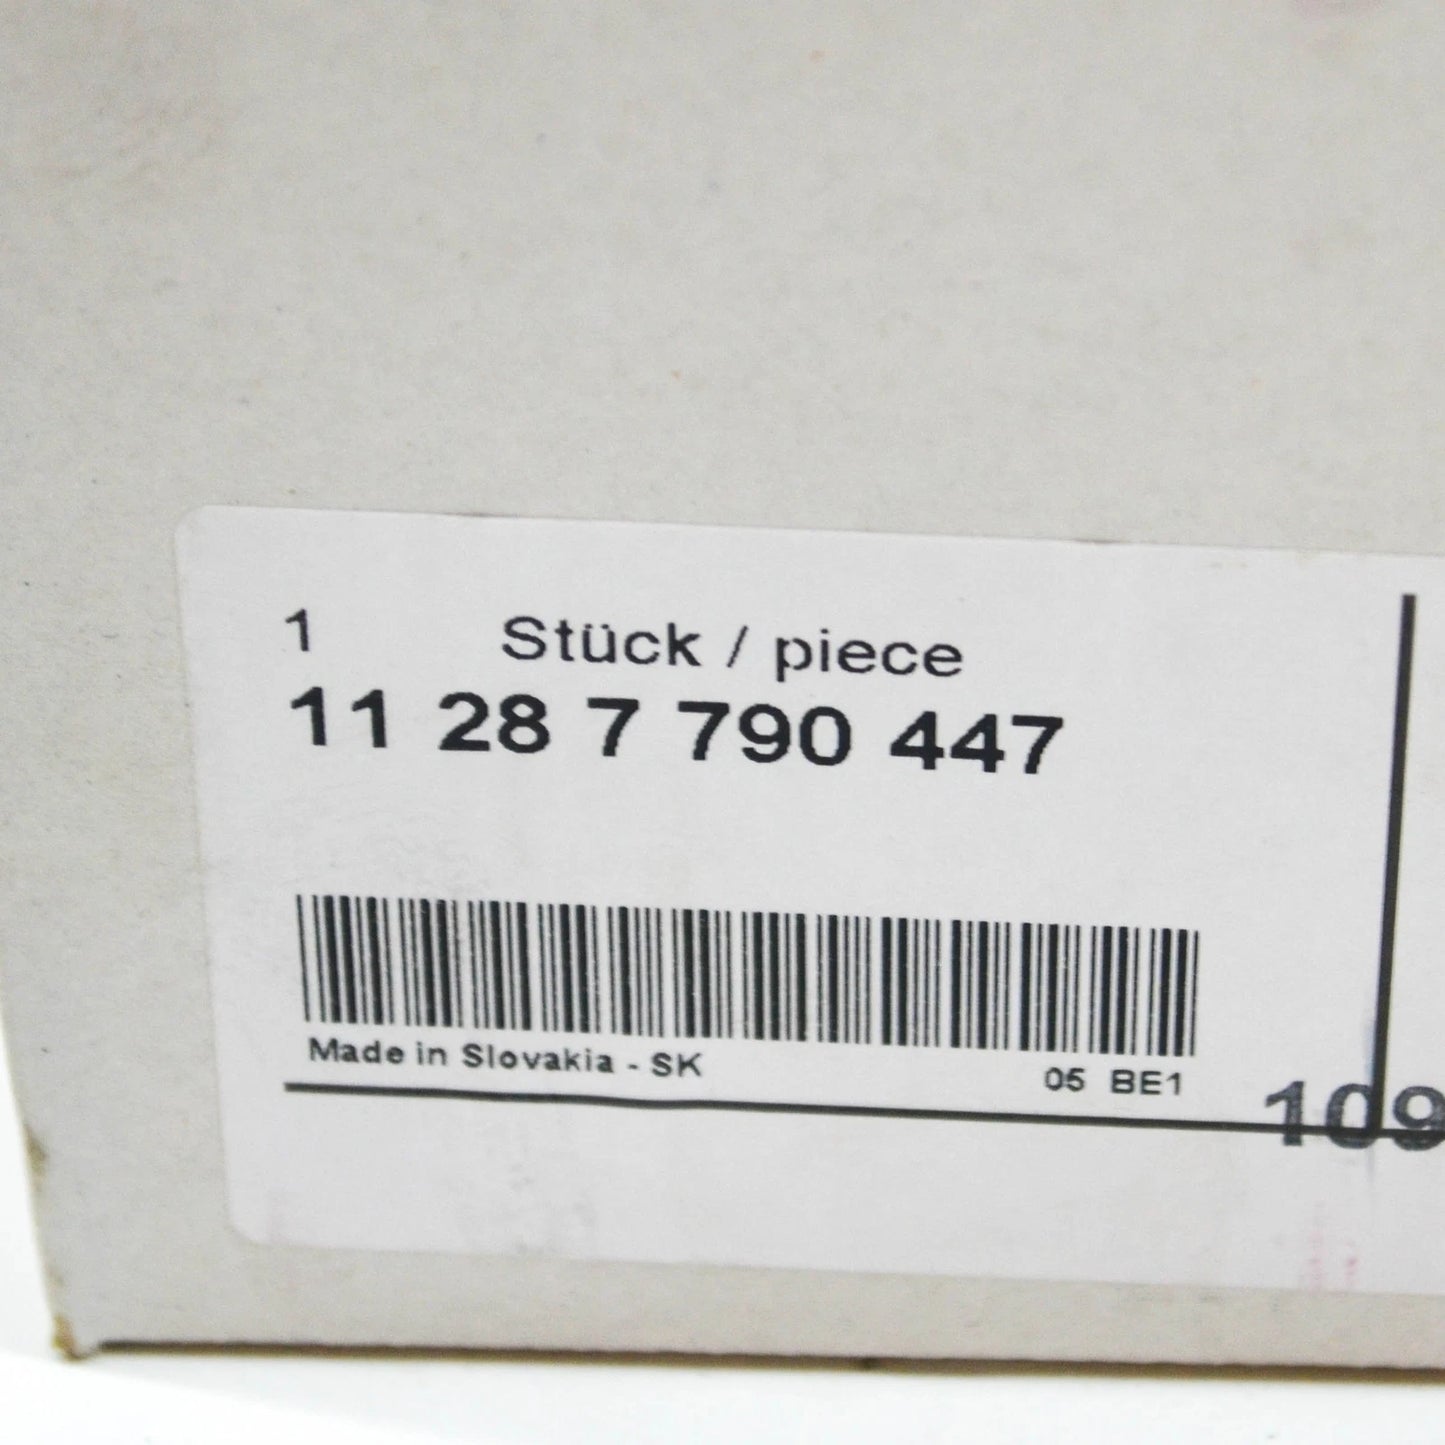 1 Stück / piece
11 28 7 790 447
Made in Slovakia - SK 05 BE1
109